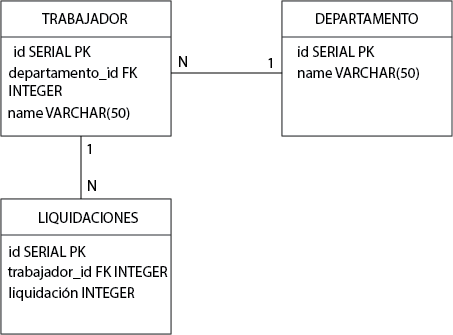 TRABAJADOR
id SERIAL PK
departamento_id FK
INTEGER
name VARCHAR(50)
N
1
DEPARTAMENTO
id SERIAL PK
name VARCHAR(50)
1
N
LIQUIDACIONES
id SERIAL PK
trabajador_id FK INTEGER
liquidación INTEGER